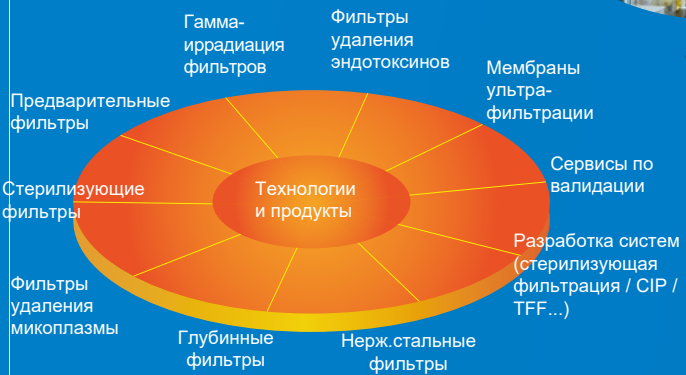 Гамма-
иррадиация
фильтров
Фильтры
удаления
эндотоксинов
Мембраны
ультра-
фильтрации
Предварительные
фильтры
Сервисы по
валидации
Стерилизующие
фильтры
Технологии
и продукты
Разработка систем
(стерилизующая
фильтрация / CIP /
TFF...)
Фильтры
удаления
микоплазмы
Глубинные
фильтры
Нерж.стальные
фильтры